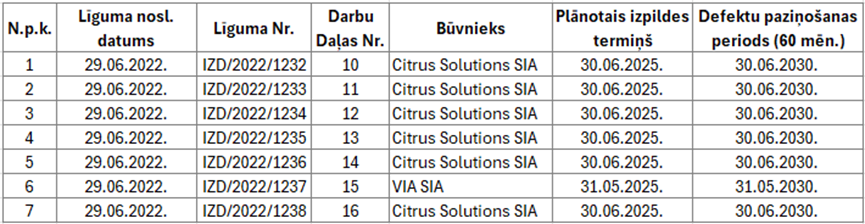 N.p.k. Līguma nosl. datums Līguma Nr. Darbu Daļas Nr. Būvnieks Plānotais izpildes termiņš Defektu paziņošanas periods (60 mēn.)
1 29.06.2022. IZD/2022/1232 10 Citrus Solutions SIA 30.06.2025. 30.06.2030.
2 29.06.2022. IZD/2022/1233 11 Citrus Solutions SIA 30.06.2025. 30.06.2030.
3 29.06.2022. IZD/2022/1234 12 Citrus Solutions SIA 30.06.2025. 30.06.2030.
4 29.06.2022. IZD/2022/1235 13 Citrus Solutions SIA 30.06.2025. 30.06.2030.
5 29.06.2022. IZD/2022/1236 14 Citrus Solutions SIA 30.06.2025. 30.06.2030.
6 29.06.2022. IZD/2022/1237 15 VIA SIA 31.05.2025. 31.05.2030.
7 29.06.2022. IZD/2022/1238 16 Citrus Solutions SIA 30.06.2025. 30.06.2030.